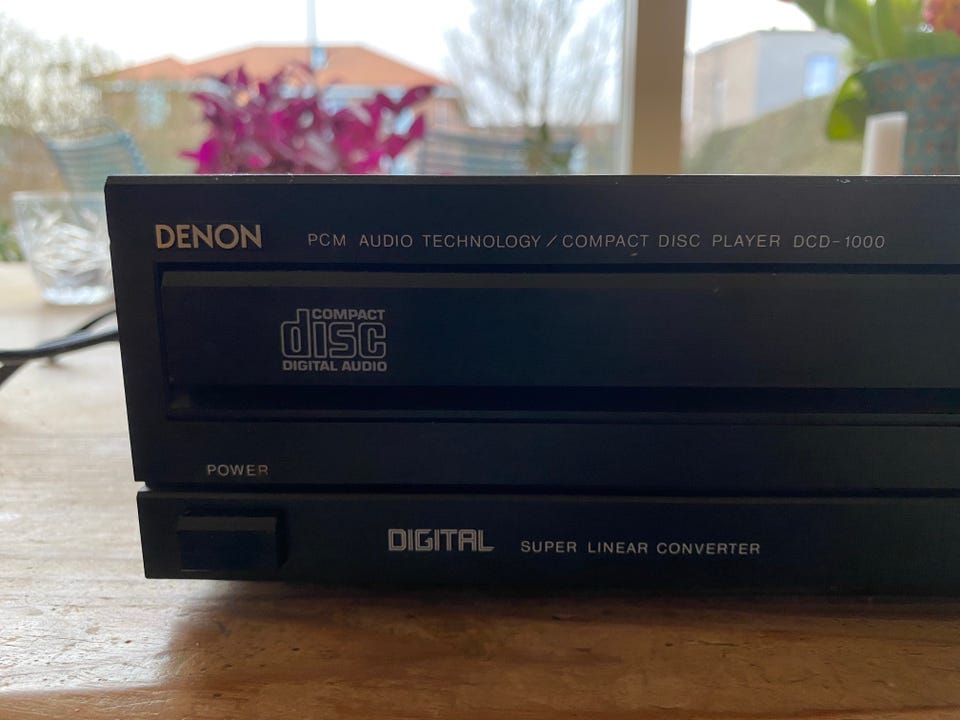 DENON PCM AUDIO TECHNOLOGY / COMPACT DISC PLAYER DCD-1000
COMPACT
disc
DIGITAL AUDIO
POWER
DIGITAL SUPER LINEAR CONVERTER